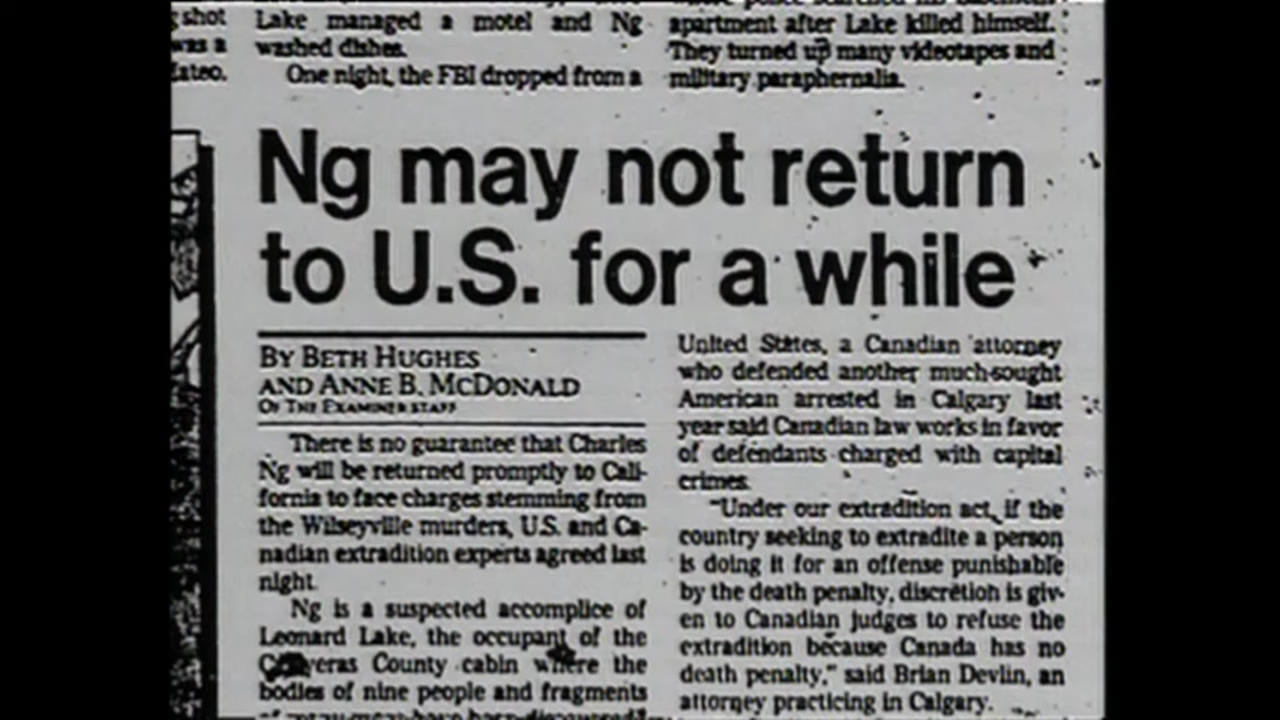 shot
was a
Lake managed a motel and Ng
washed dishes.
One night, the FBI dropped from a
apartment after Lake killed himself.
They turned up many videotapes and
military paraphernalia.
Ng may not return
to U.S. for a while
BY BETH HUGHES
AND ANNE B. MCDONALD
OF THE EXAMINER STAFF
There is no guarantee that Charles
Ng will be returned promptly to Cali-
fornia to face charges stemming from
the Wilseyville murders, U.S. and Ca-
nadian extradition experts agreed last
night.
Ng is a suspected accomplice of
Leonard Lake, the occupant of the
County cabin where the
bodies of nine people and fragments
United States, a Canadian attorney
who defended another much-sought
American arrested in Calgary last
year said Canadian law works in favor
of defendants charged with capital
crimes.
"Under our extradition act, if the
country seeking to extradite a person
is doing it for an offense punishable
by the death penalty, discretion is giv-
en to Canadian judges to refuse the
extradition because Canada has no
death penalty," said Brian Devlin, an
attorney practicing in Calgary.